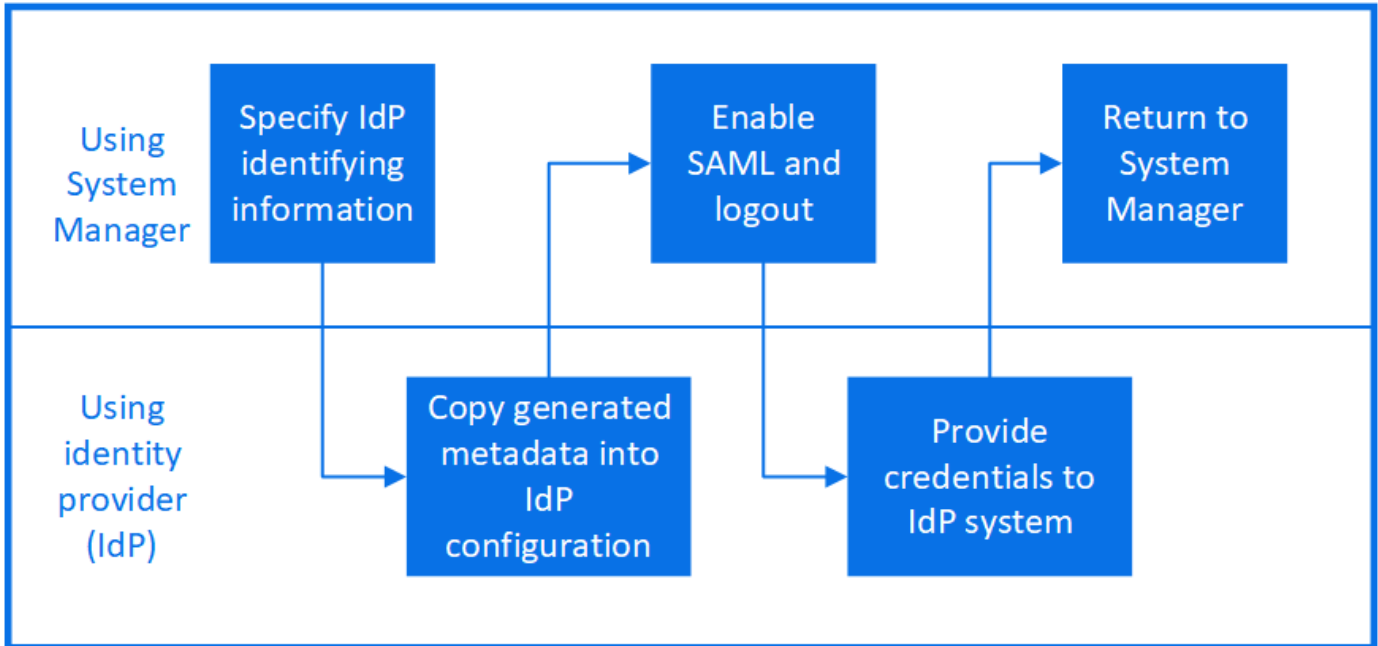 Using
System
Manager
Specify IdP
identifying
information
Enable
SAML and
logout
Return to
System
Manager
Using
identity
provider
(IdP)
Copy generated
metadata into
IdP
configuration
Provide
credentials to
IdP system